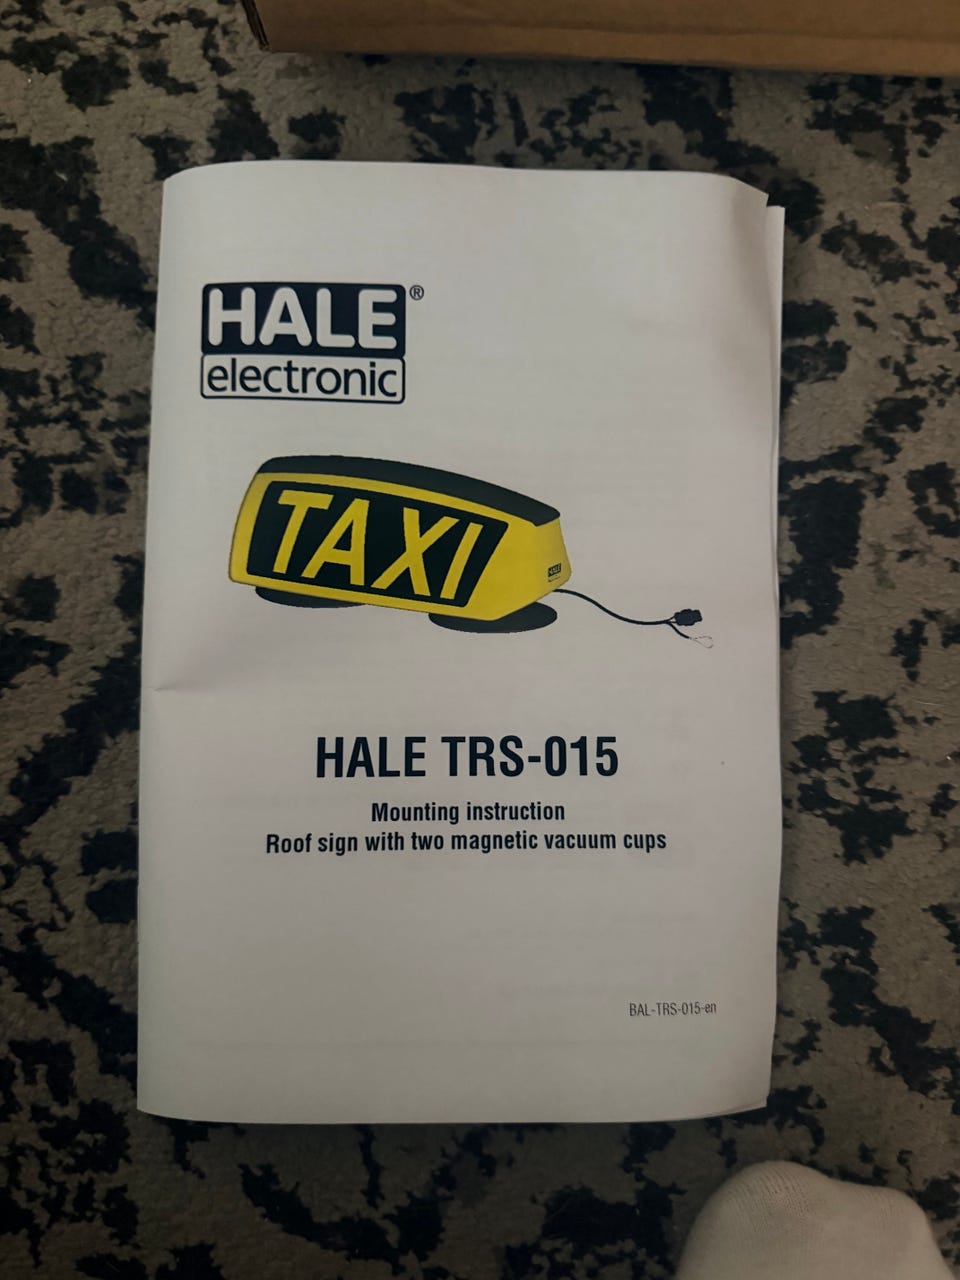 HALE®
electronic
TAXI
HALE
HALE TRS-015
Mounting instruction
Roof sign with two magnetic vacuum cups
BAL-TRS-015-en